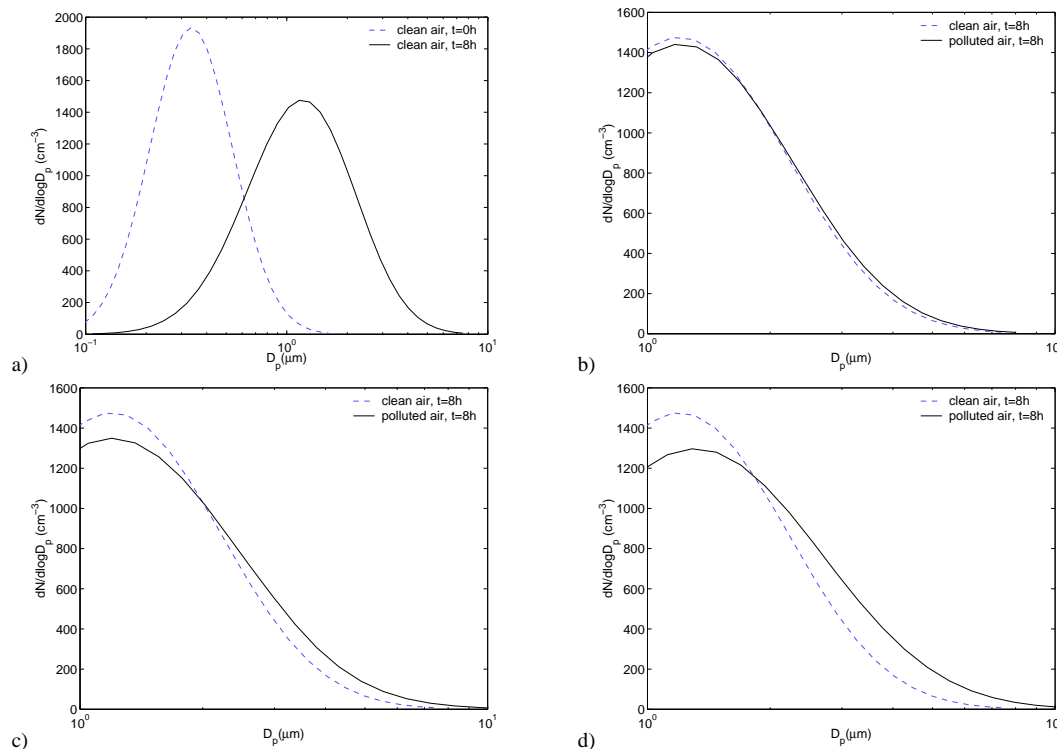 2000
1800
1600
1400
1200
1000
800
600
400
200
0
dN/dlogD_p (cm^−3)
clean air, t=0h
clean air, t=8h
10^−1
10^0
10^1
D_p(μm)
a)
1600
1400
1200
1000
800
600
400
200
0
dN/dlogD_p (cm^−3)
clean air, t=8h
polluted air, t=8h
10^0
10^1
D_p(μm)
b)
1600
1400
1200
1000
800
600
400
200
0
dN/dlogD_p (cm^−3)
clean air, t=8h
polluted air, t=8h
10^0
10^1
D_p(μm)
c)
1600
1400
1200
1000
800
600
400
200
0
dN/dlogD_p (cm^−3)
clean air, t=8h
polluted air, t=8h
10^0
10
D_p(μm)
d)